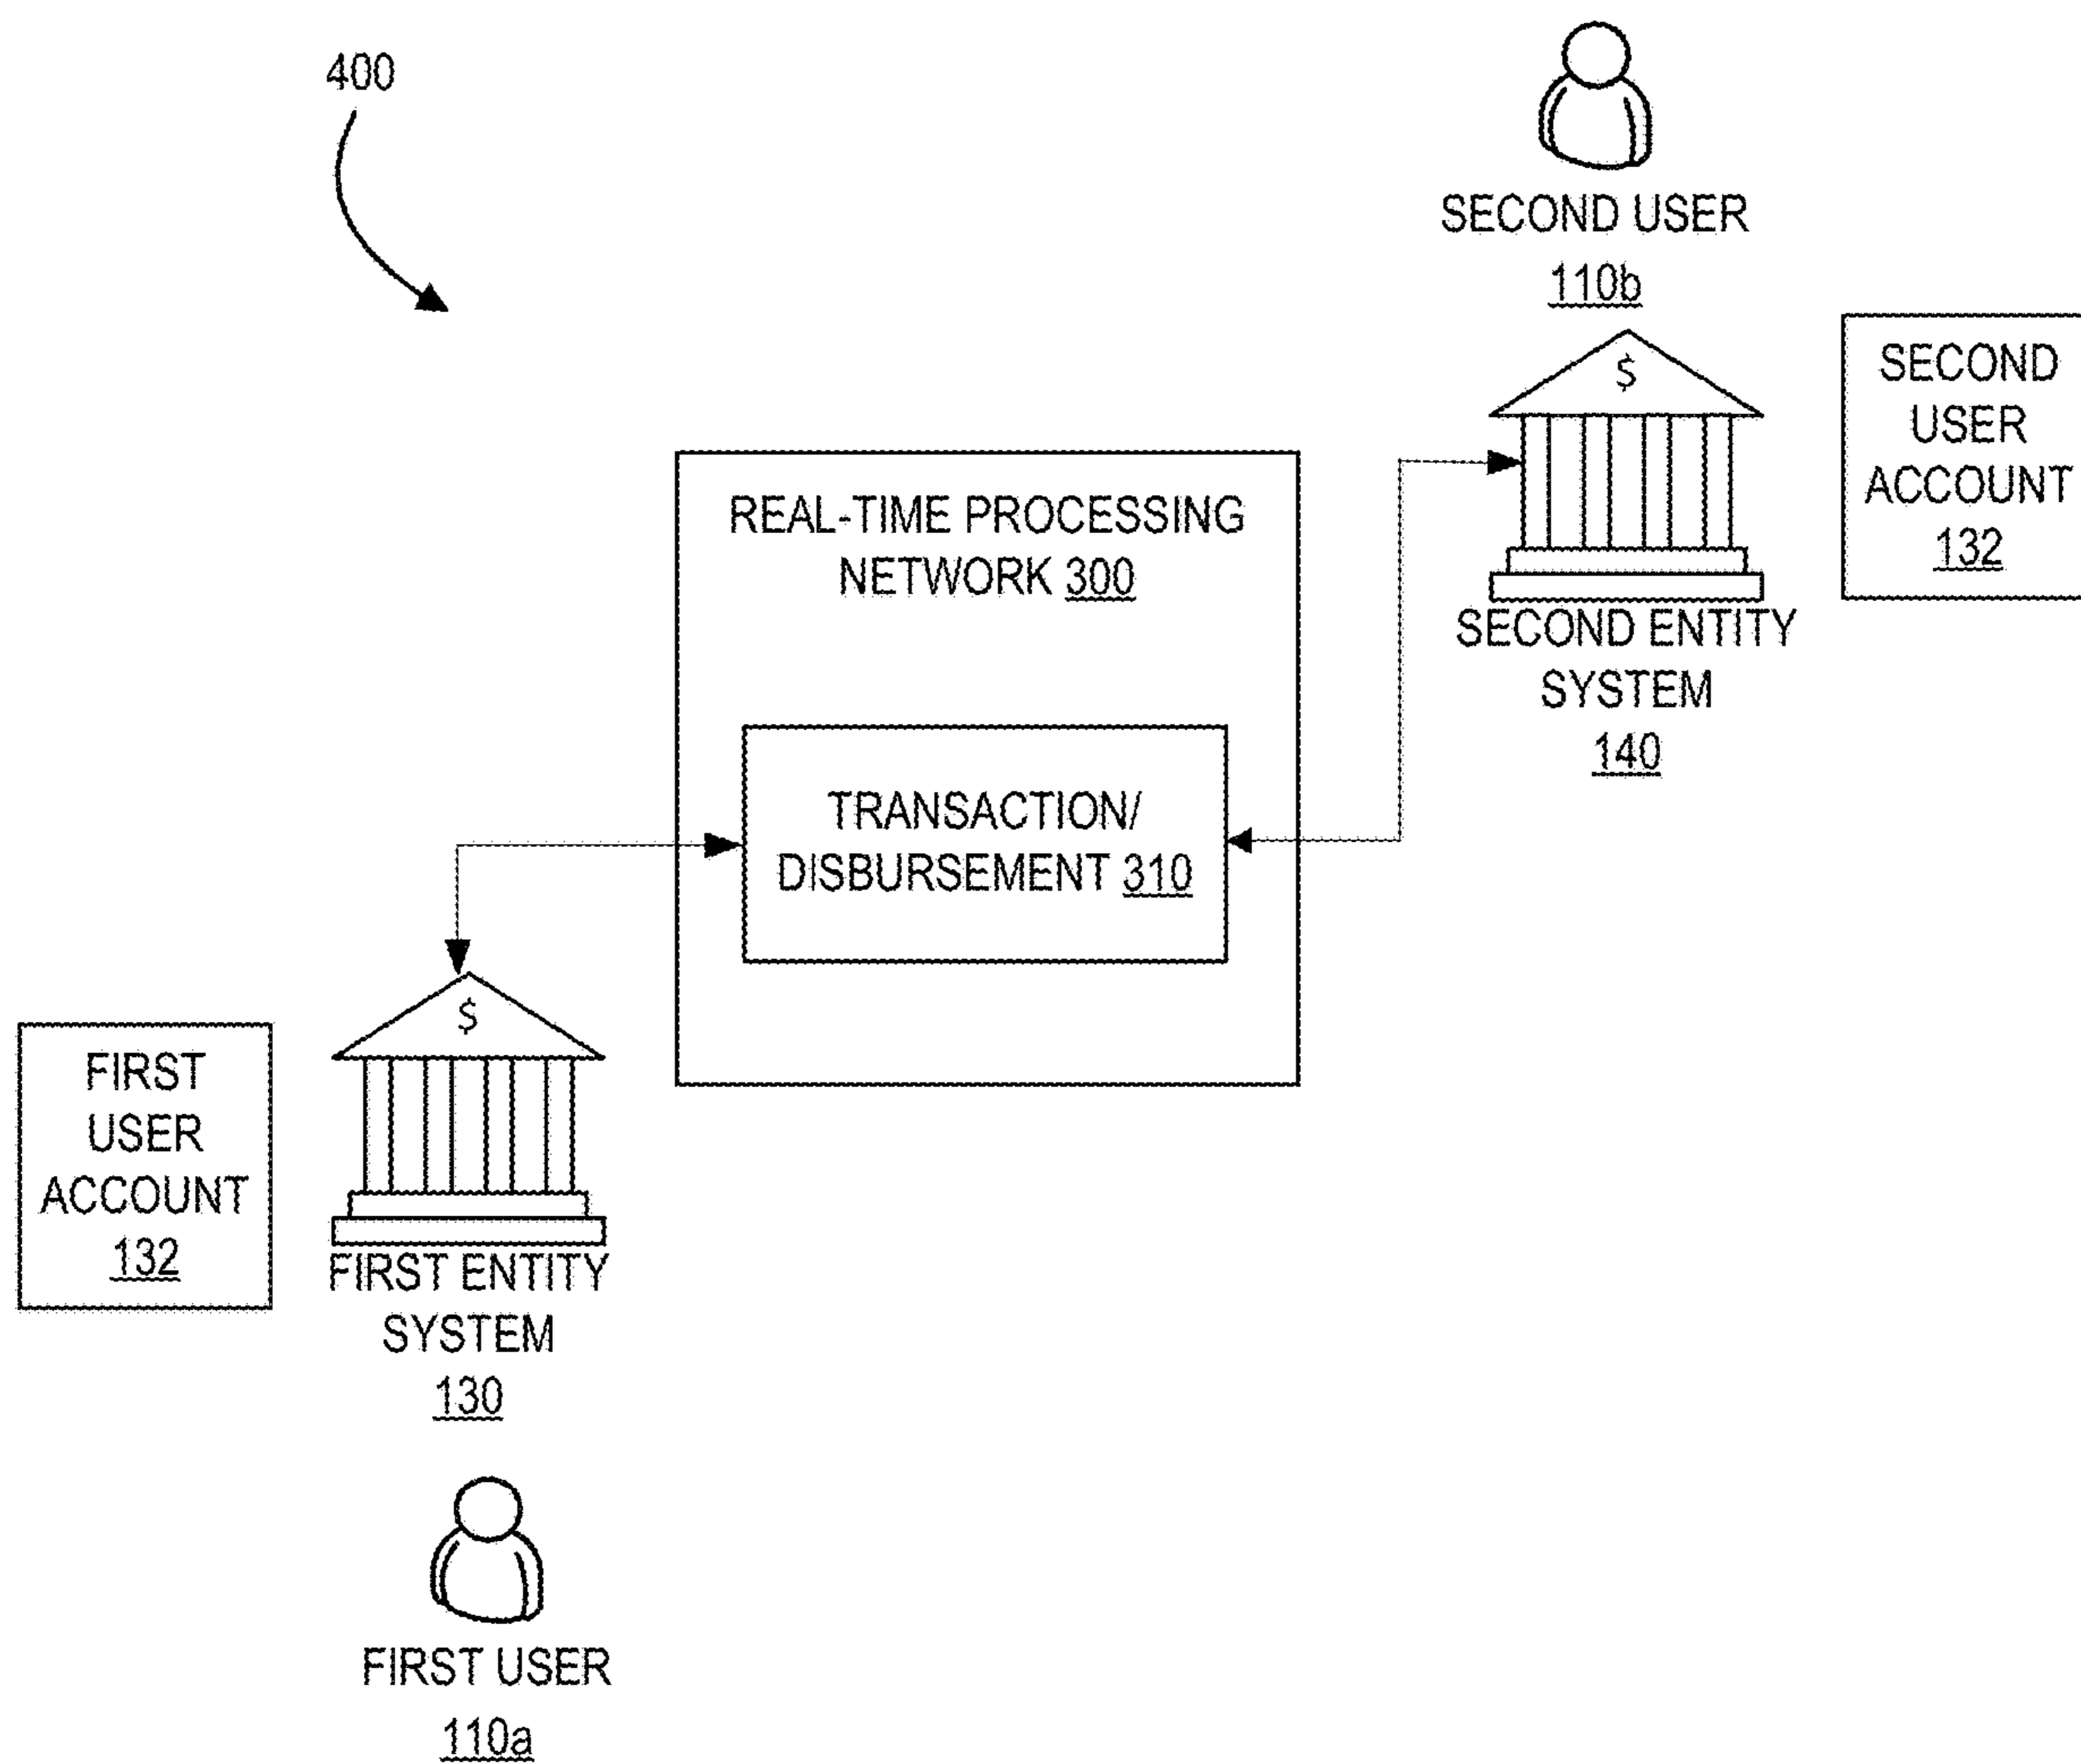 400
SECOND USER
110b
$
SECOND
USER
ACCOUNT
132
SECOND ENTITY
SYSTEM
140
REAL-TIME PROCESSING
NETWORK 300
TRANSACTION/
DISBURSEMENT 310
$
FIRST
USER
ACCOUNT
132
FIRST ENTITY
SYSTEM
130
FIRST USER
110a